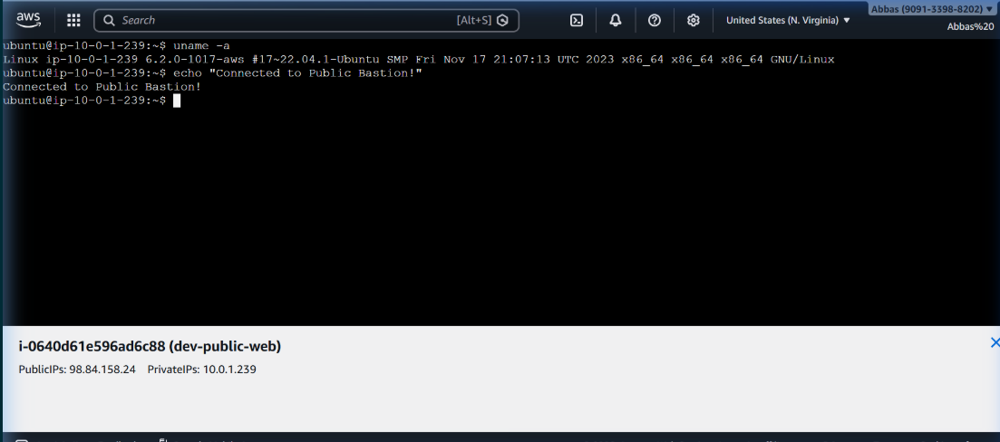 aws
Search [Alt+S]
United States (N. Virginia)
Abbas (9091-3398-8202)
Abbas%20
ubuntu@ip-10-0-1-239:~$ uname -a
Linux ip-10-0-1-239 6.2.0-1017-aws #17~22.04.1-Ubuntu SMP Fri Nov 17 21:07:13 UTC 2023 x86_64 x86_64 x86_64 GNU/Linux
ubuntu@ip-10-0-1-239:~$ echo "Connected to Public Bastion!"
Connected to Public Bastion!
ubuntu@ip-10-0-1-239:~$
i-0640d61e596ad6c88 (dev-public-web)
PublicIPs: 98.84.158.24 PrivateIPs: 10.0.1.239